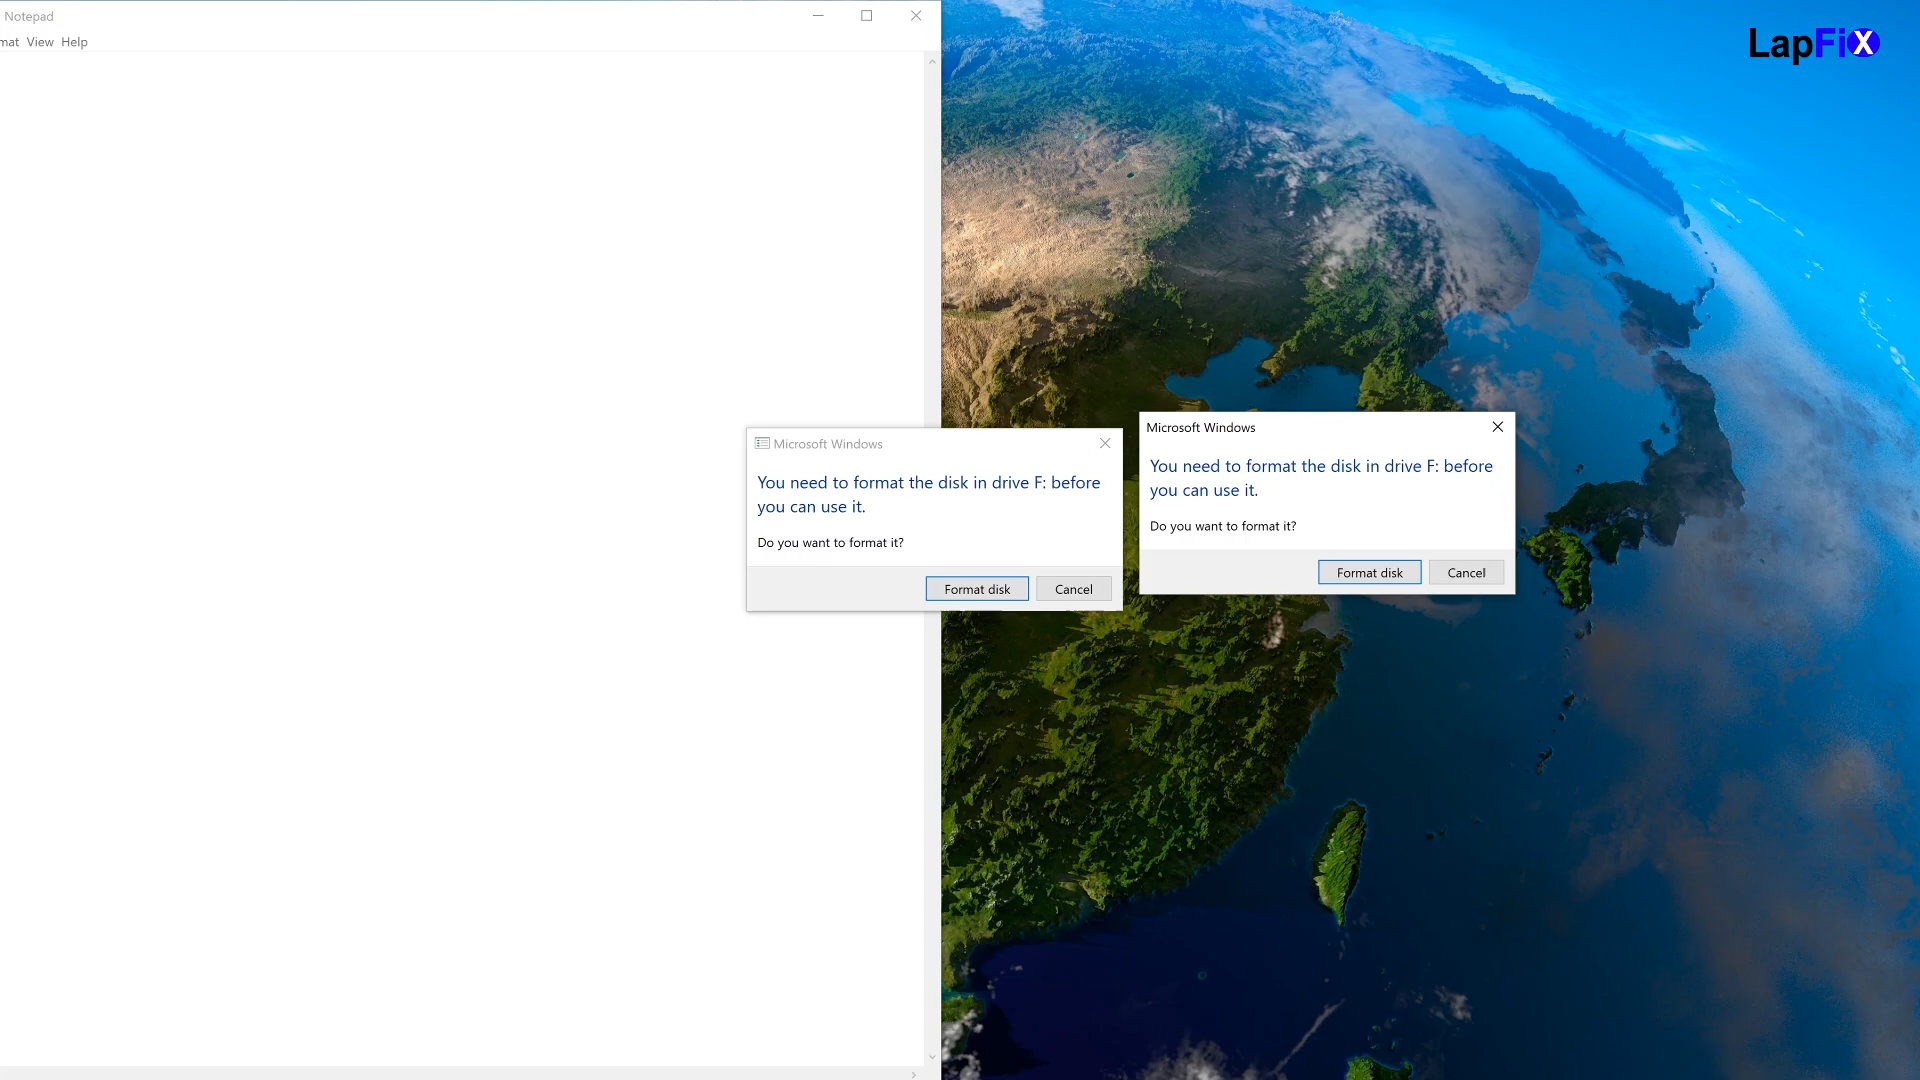 Notepad
mat View Help
LapFiX
Microsoft Windows
You need to format the disk in drive F: before
you can use it.
Do you want to format it?
Format disk Cancel
Microsoft Windows
You need to format the disk in drive F: before
you can use it.
Do you want to format it?
Format disk Cancel